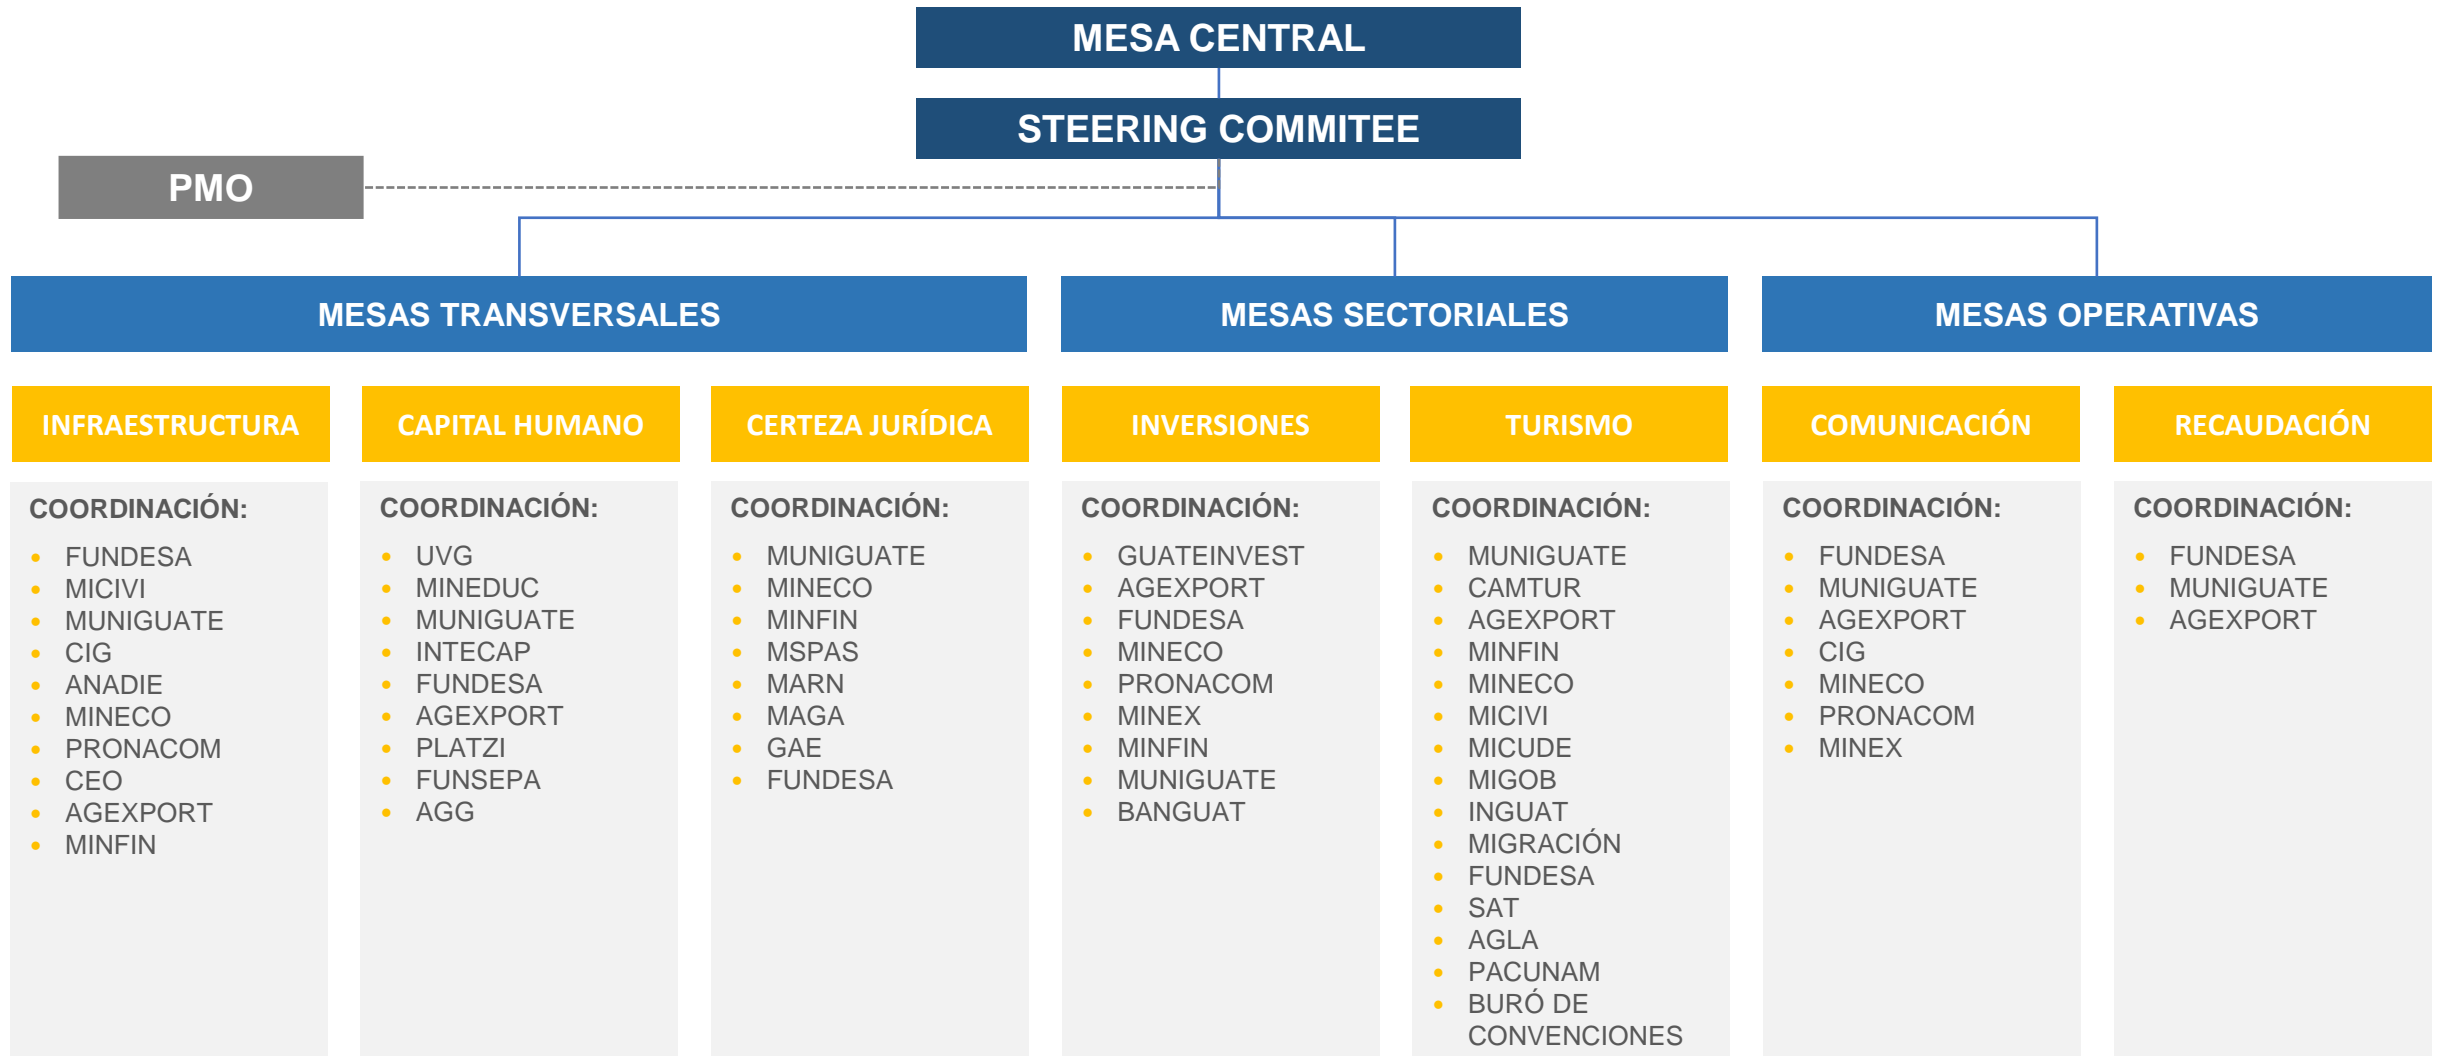 MESA CENTRAL
STEERING COMMITEE
PMO
MESAS TRANSVERSALES
MESAS SECTORIALES
MESAS OPERATIVAS
INFRAESTRUCTURA
CAPITAL HUMANO
CERTEZA JURÍDICA
INVERSIONES
TURISMO
COMUNICACIÓN
RECAUDACIÓN
COORDINACIÓN:
• FUNDESA
• MICIVI
• MUNIGUATE
• CIG
• ANADIE
• MINECO
• PRONACOM
• CEO
• AGEXPORT
• MINFIN
COORDINACIÓN:
• UVG
• MINEDUC
• MUNIGUATE
• INTECAP
• FUNDESA
• AGEXPORT
• PLATZI
• FUNSEPA
• AGG
COORDINACIÓN:
• MUNIGUATE
• MINECO
• MINFIN
• MSPAS
• MARN
• MAGA
• GAE
• FUNDESA
COORDINACIÓN:
• GUATEINVEST
• AGEXPORT
• FUNDESA
• MINECO
• PRONACOM
• MINEX
• MINFIN
• MUNIGUATE
• BANGUAT
COORDINACIÓN:
• MUNIGUATE
• CAMTUR
• AGEXPORT
• MINFIN
• MINECO
• MICIVI
• MICUDE
• MIGOB
• INGUAT
• MIGRACIÓN
• FUNDESA
• SAT
• AGLA
• PACUNAM
• BURÓ DE
CONVENCIONES
COORDINACIÓN:
• FUNDESA
• MUNIGUATE
• AGEXPORT
• CIG
• MINECO
• PRONACOM
• MINEX
COORDINACIÓN:
• FUNDESA
• MUNIGUATE
• AGEXPORT